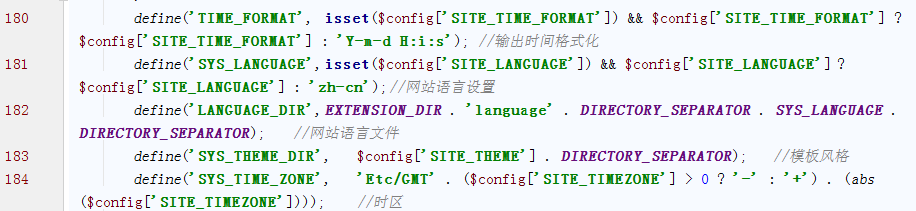 180 define('TIME_FORMAT', isset($config['SITE_TIME_FORMAT']) && $config['SITE_TIME_FORMAT'] ?
$config['SITE_TIME_FORMAT'] : 'Y-m-d H:i:s'); //输出时间格式化
181 define('SYS_LANGUAGE',isset($config['SITE_LANGUAGE']) && $config['SITE_LANGUAGE'] ?
$config['SITE_LANGUAGE'] : 'zh-cn');//网站语言设置
182 define('LANGUAGE_DIR',EXTENSION_DIR . 'language' . DIRECTORY_SEPARATOR . SYS_LANGUAGE .
DIRECTORY_SEPARATOR); //网站语言文件
183 define('SYS_THEME_DIR', $config['SITE_THEME'] . DIRECTORY_SEPARATOR); //模板风格
184 define('SYS_TIME_ZONE', 'Etc/GMT' . ($config['SITE_TIMEZONE'] > 0 ? '-' : '+') . (abs
($config['SITE_TIMEZONE']))); //时区